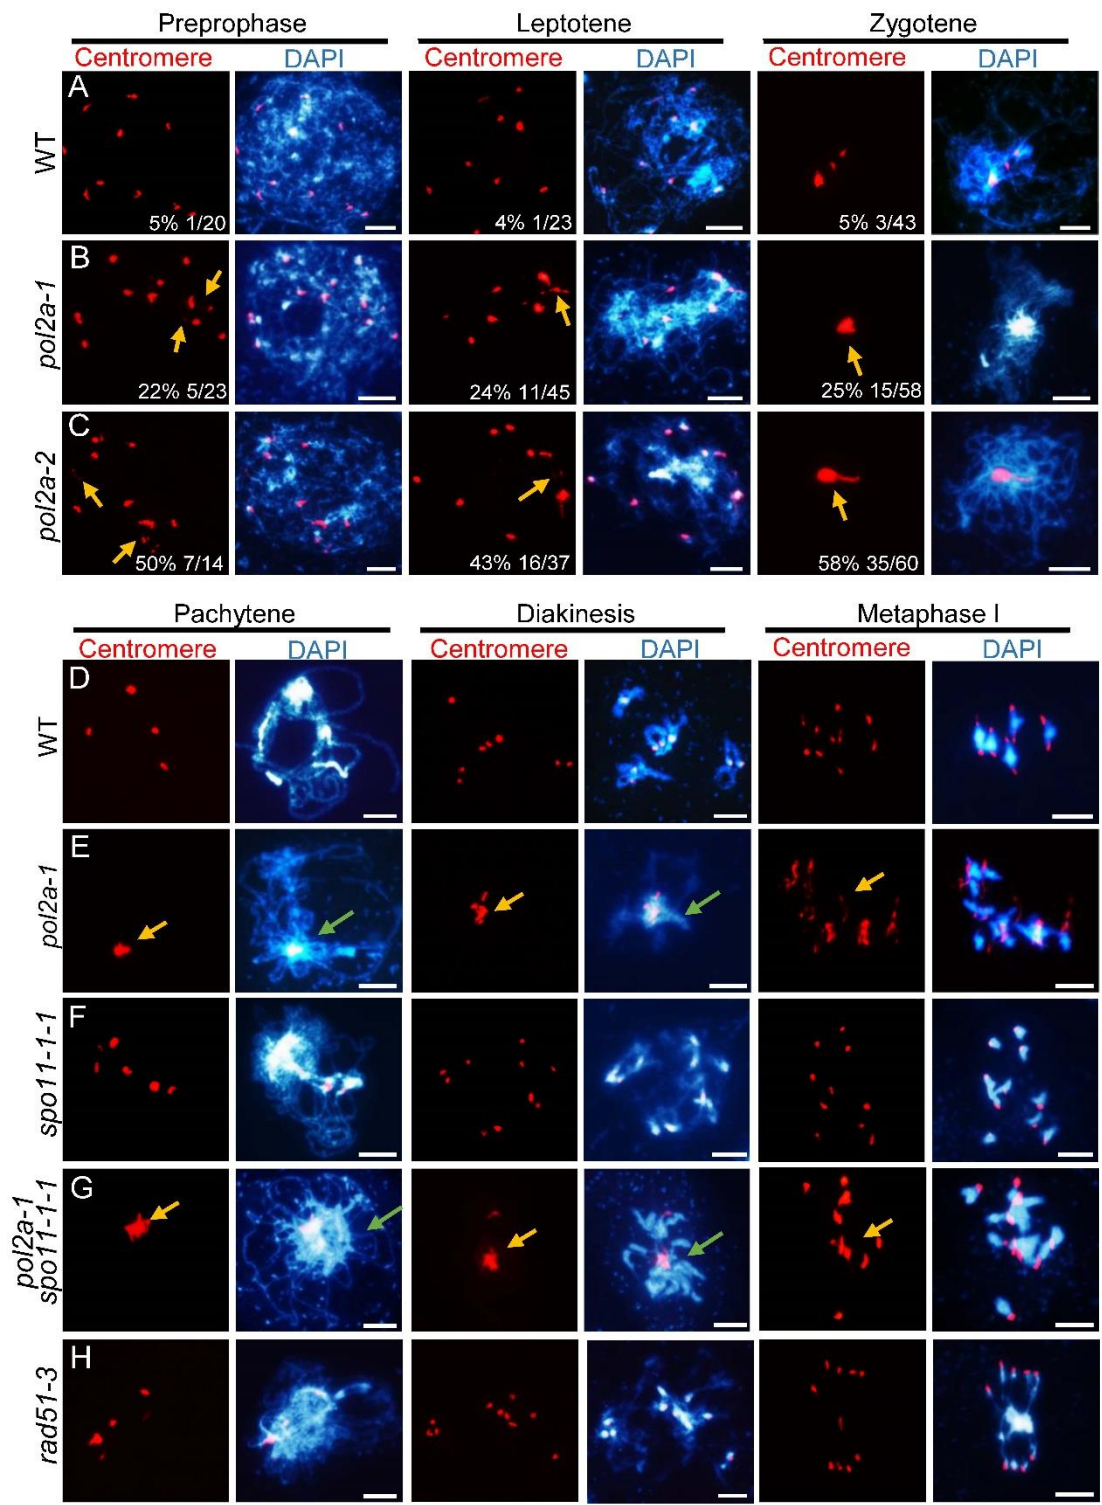 Preprophase Leptotene Zygotene
Centromere DAPI Centromere DAPI Centromere DAPI
A
WT
5% 1/20 4% 1/23 5% 3/43
B
pol2a-1
22% 5/23 24% 11/45 25% 15/58
C
pol2a-2
50% 7/14 43% 16/37 58% 35/60
Pachytene Diakinesis Metaphase I
Centromere DAPI Centromere DAPI Centromere DAPI
D
WT
E
pol2a-1
F
spo11-1-1
G
pol2a-1
spo11-1-1
H
rad51-3